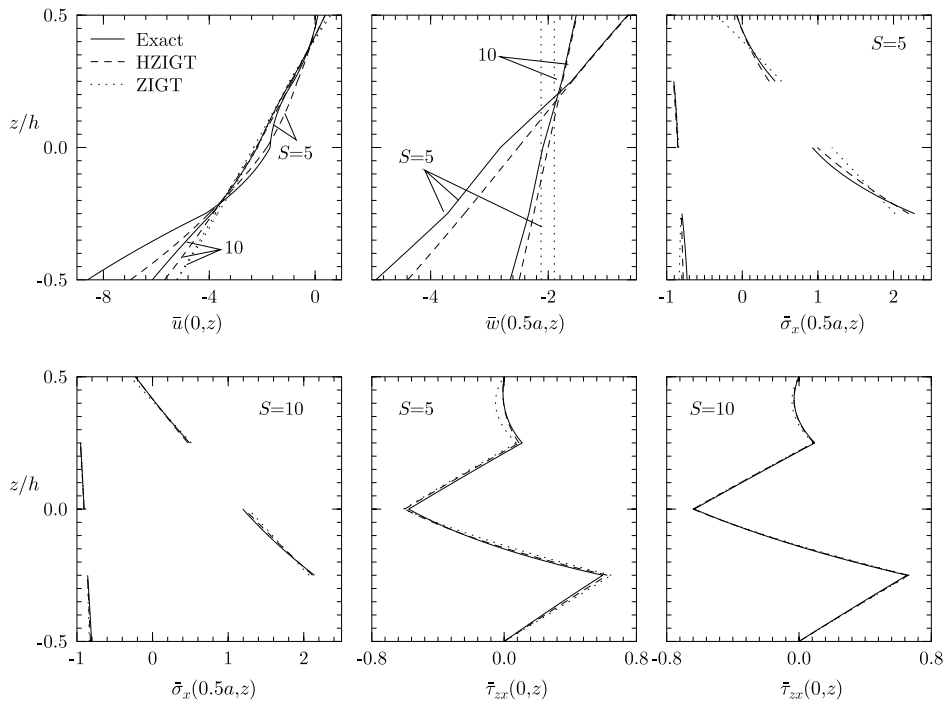 0.5
Exact
HZIGT
ZIGT
z/h
0.0
S=5
10
-0.5
-8
-4
0
ū(0,z)
10
S=5
-4
-2
w̄(0.5a,z)
S=5
-1
0
1
2
σ̄x(0.5a,z)
0.5
S=10
z/h
0.0
-0.5
-1
0
1
2
σ̄x(0.5a,z)
S=5
-0.8
0.0
0.8
τ̄zx(0,z)
S=10
-0.8
0.0
0.8
τ̄zx(0,z)